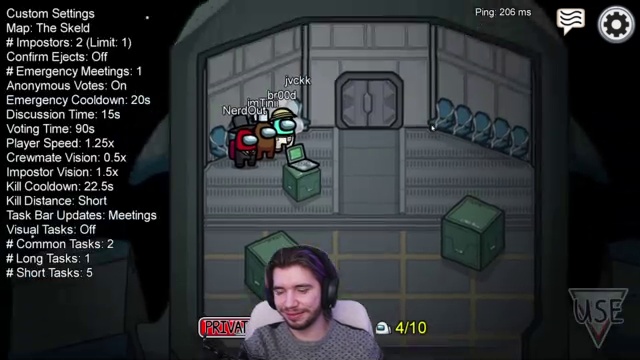 Custom Settings
Map: The Skeld
# Impostors: 2 (Limit: 1)
Confirm Ejects: Off
# Emergency Meetings: 1
Anonymous Votes: On
Emergency Cooldown: 20s
Discussion Time: 15s
Voting Time: 90s
Player Speed: 1.25x
Crewmate Vision: 0.5x
Impostor Vision: 1.5x
Kill Cooldown: 22.5s
Kill Distance: Short
Task Bar Updates: Meetings
Visual Tasks: Off
# Common Tasks: 2
# Long Tasks: 1
# Short Tasks: 5
Ping: 206 ms
jvckk
br00d
imTinii
NerdOut
4/10
USE